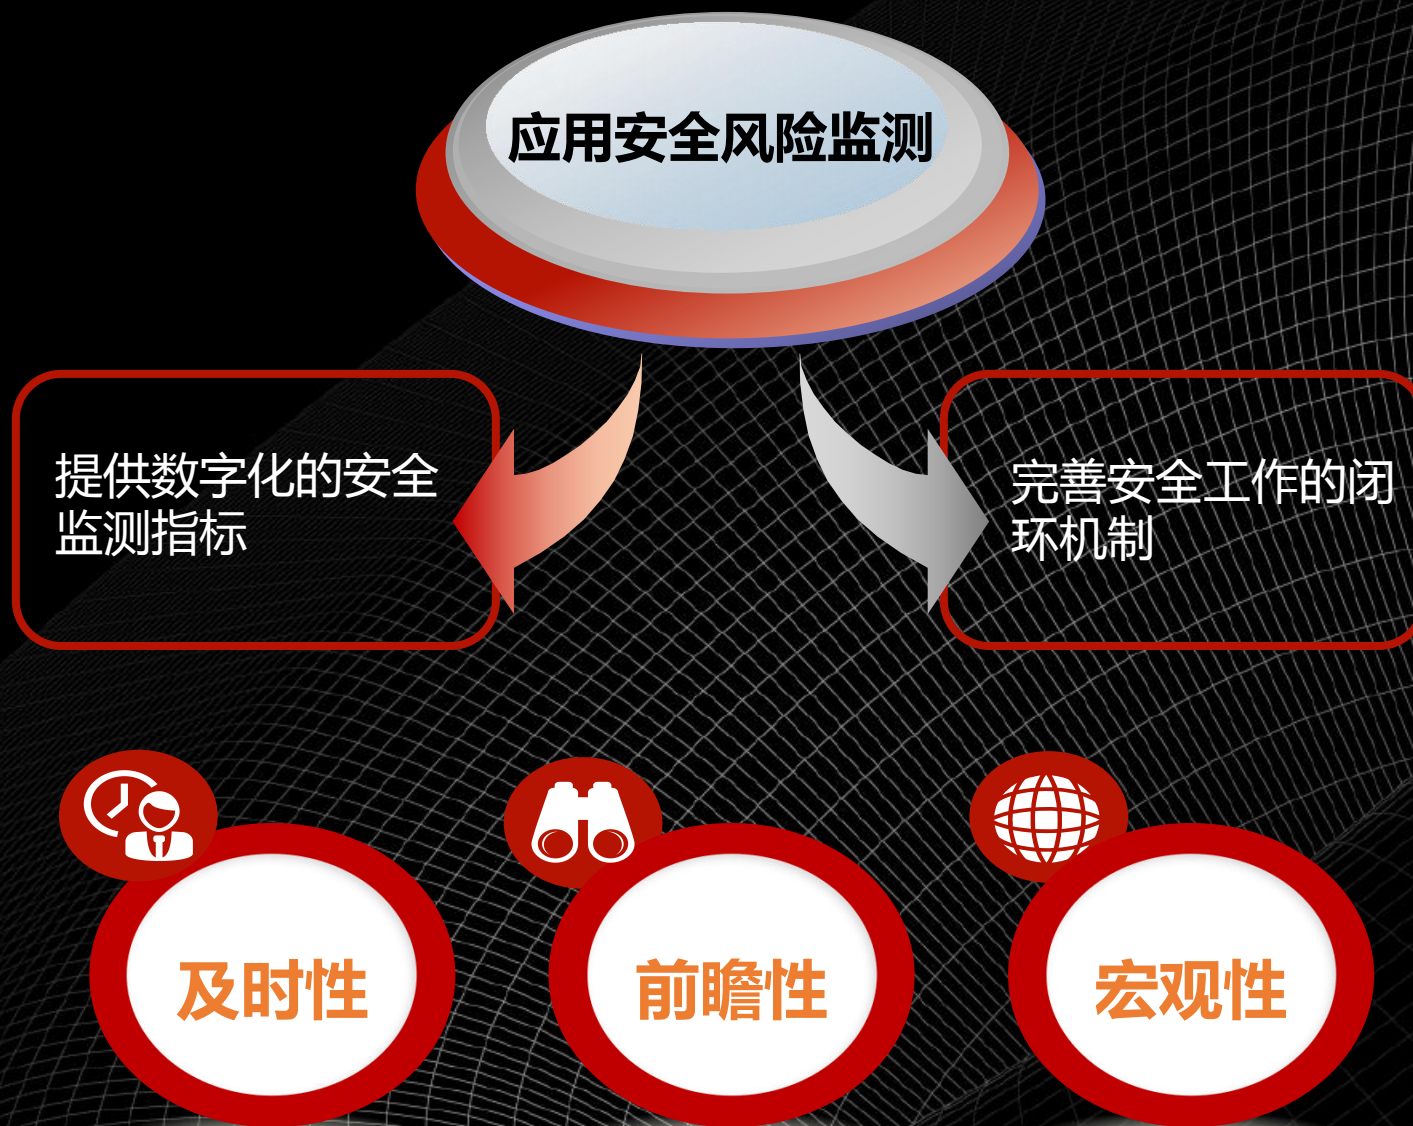 应用安全风险监测
提供数字化的安全
监测指标
完善安全工作的闭
环机制
及时性
前瞻性
宏观性